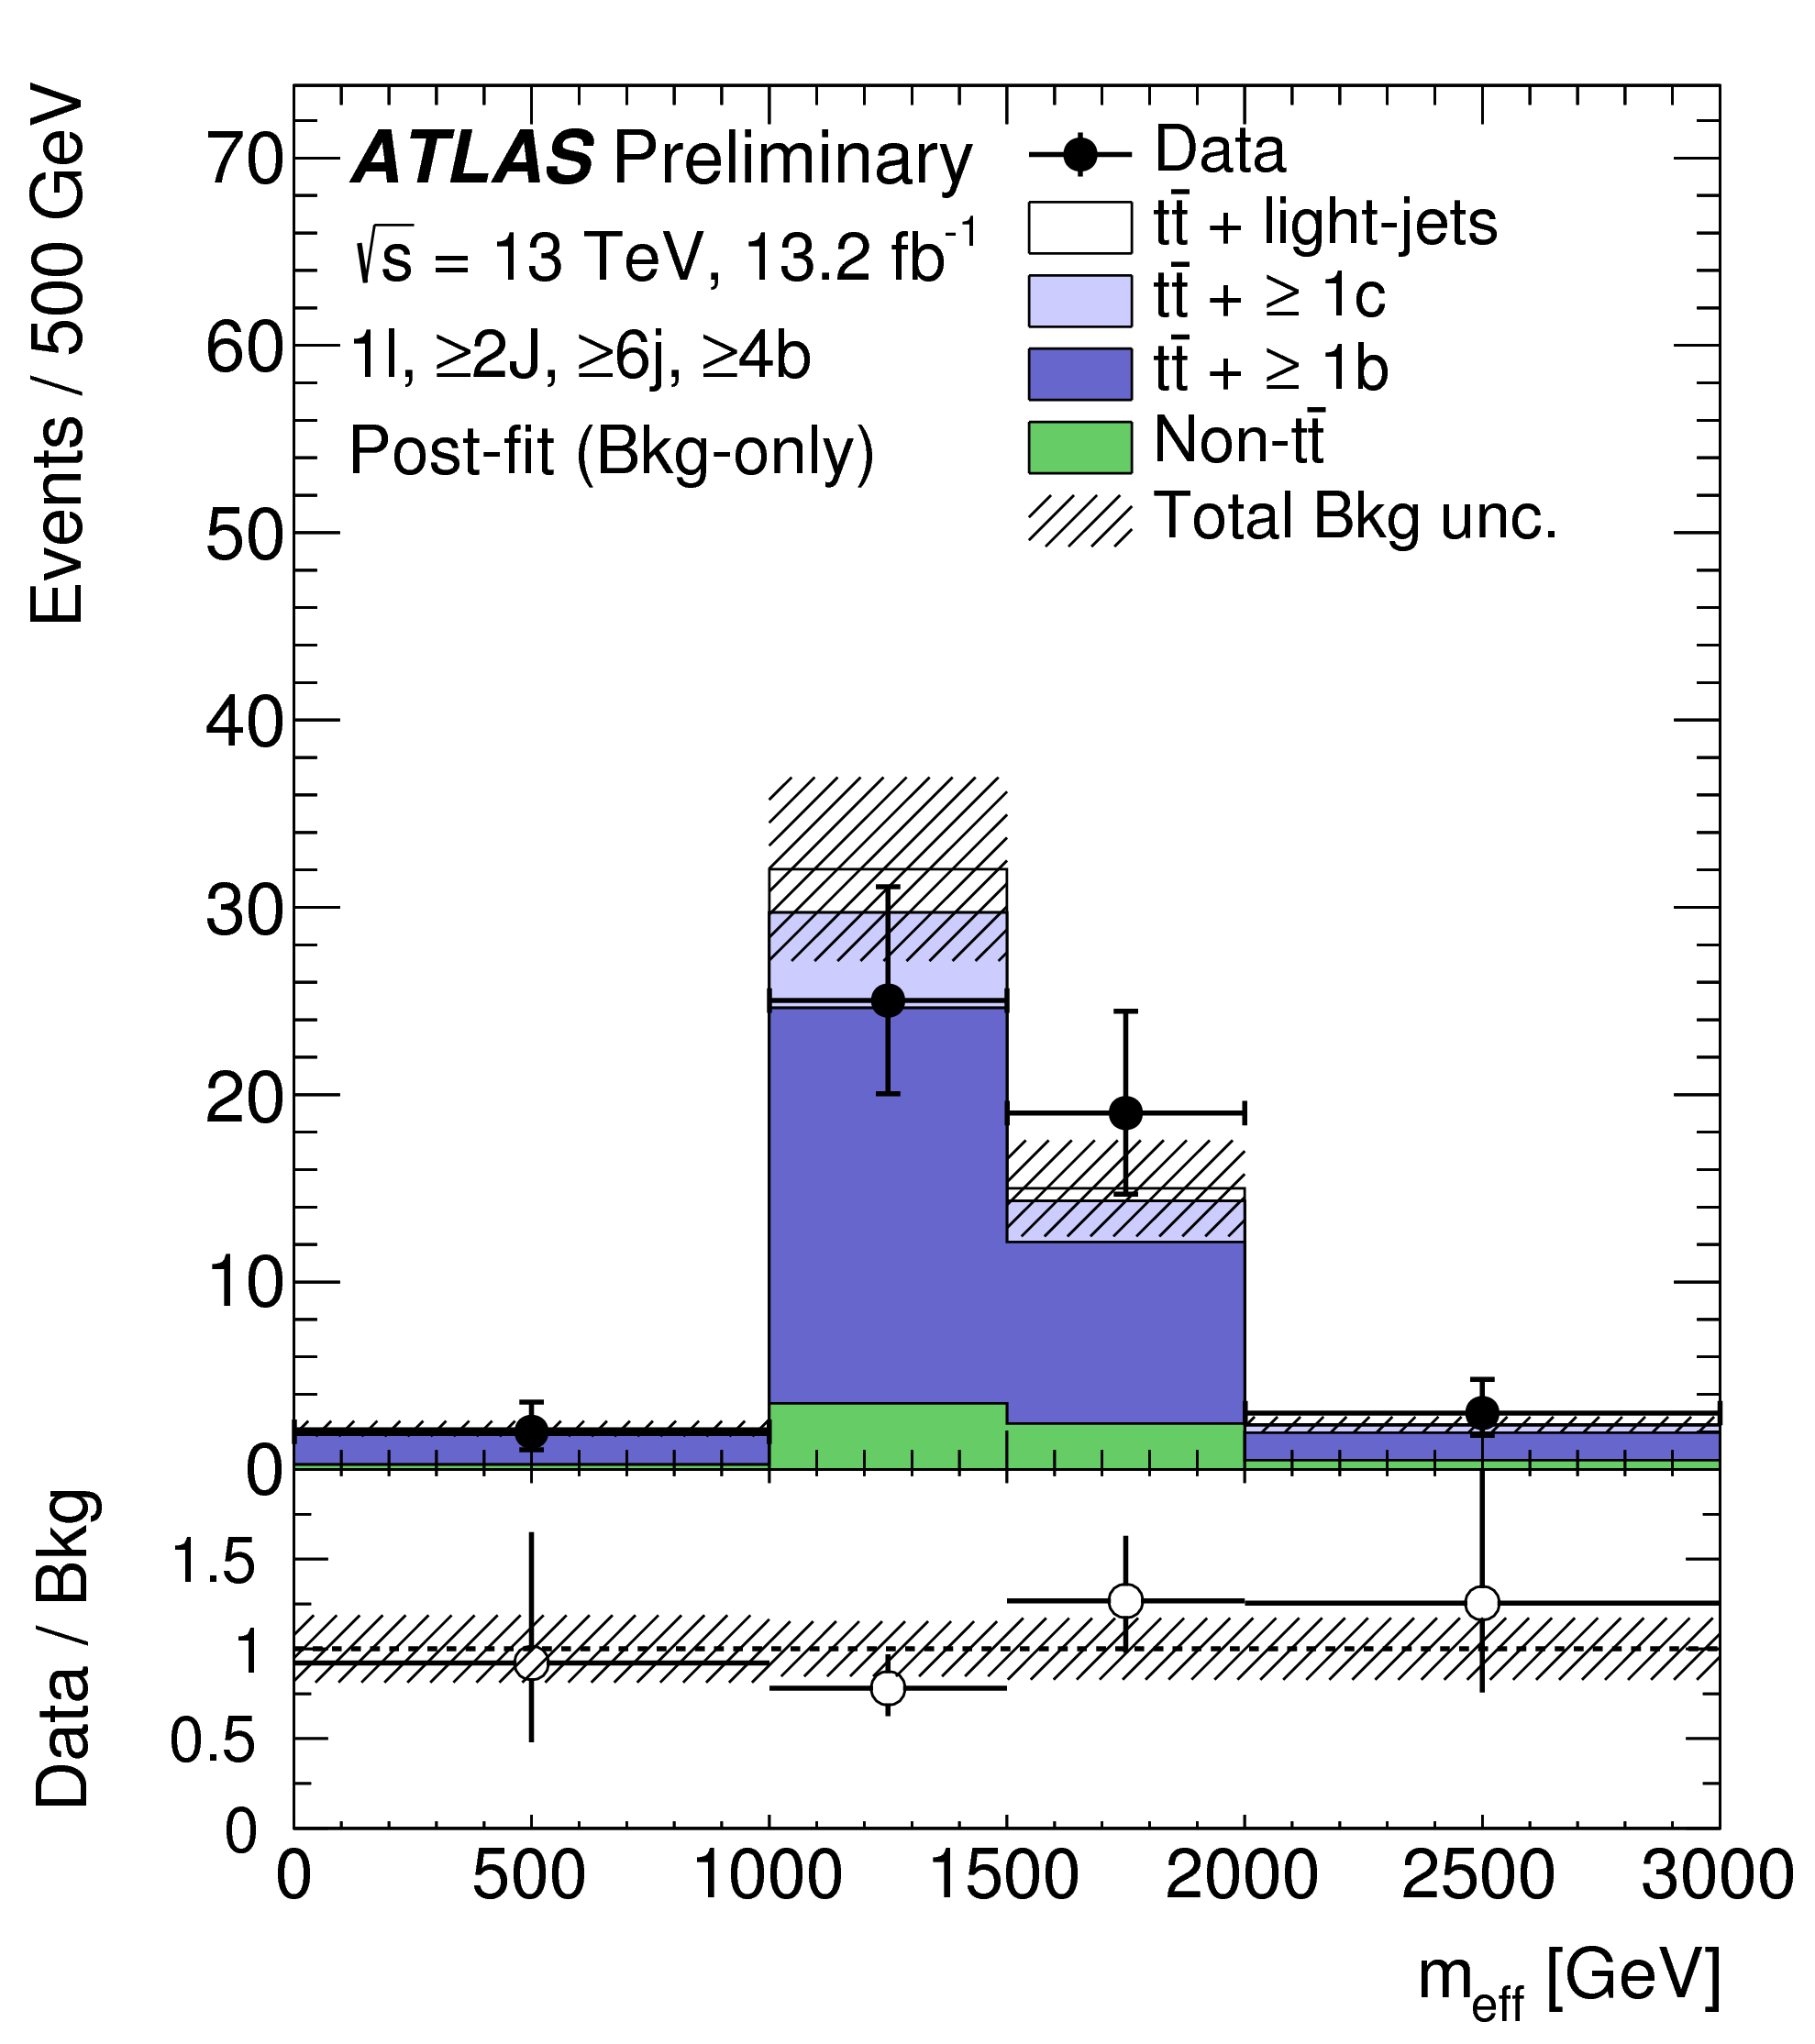 Events / 500 GeV
70
60
50
40
30
20
10
0
ATLAS Preliminary
√s = 13 TeV, 13.2 fb⁻¹
1l, ≥2J, ≥6j, ≥4b
Post-fit (Bkg-only)
Data
tt̄ + light-jets
tt̄ + ≥ 1c
tt̄ + ≥ 1b
Non-tt̄
Total Bkg unc.
Data / Bkg
1.5
1
0.5
0
0 500 1000 1500 2000 2500 3000
m_eff [GeV]